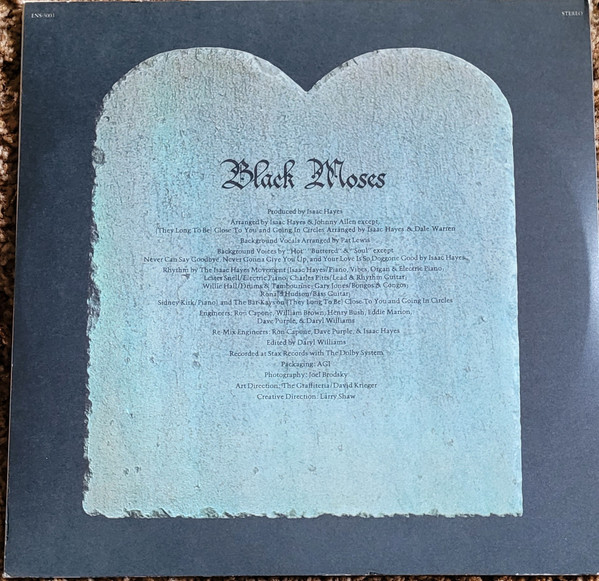 ENS-5003
STEREO
Black Moses
Produced by Isaac Hayes
Arranged by Isaac Hayes & Johnny Allen except,
(They Long To Be) Close To You and Going In Circles Arranged by Isaac Hayes & Dale Warren
Background Vocals Arranged by Pat Lewis
Background Voices by "Hot" "Buttered" & "Soul" except
Never Can Say Goodbye, Never Gonna Give You Up, and Your Love Is So Doggone Good by Isaac Hayes
Rhythm by The Isaac Hayes Movement [Isaac Hayes/Piano, Vibes, Organ & Electric Piano,
Lester Snell/Electric Piano; Charles Pitts/Lead & Rhythm Guitar;
Willie Hall/Drums & Tambourine; Gary Jones/Bongos & Congas;
Ronald Hudson/Bass Guitar;
Sidney Kirk/Piano] and The Bar-Kays on (They Long To Be) Close To You and Going In Circles
Engineers: Ron Capone, William Brown, Henry Bush, Eddie Marion,
Dave Purple, & Daryl Williams
Re-Mix Engineers: Ron Capone, Dave Purple, & Isaac Hayes
Edited by Daryl Williams
Recorded at Stax Records with The Dolby System
Packaging: AGI
Photography: Joel Brodsky
Art Direction: The Graffiteria/David Krieger
Creative Direction: Larry Shaw